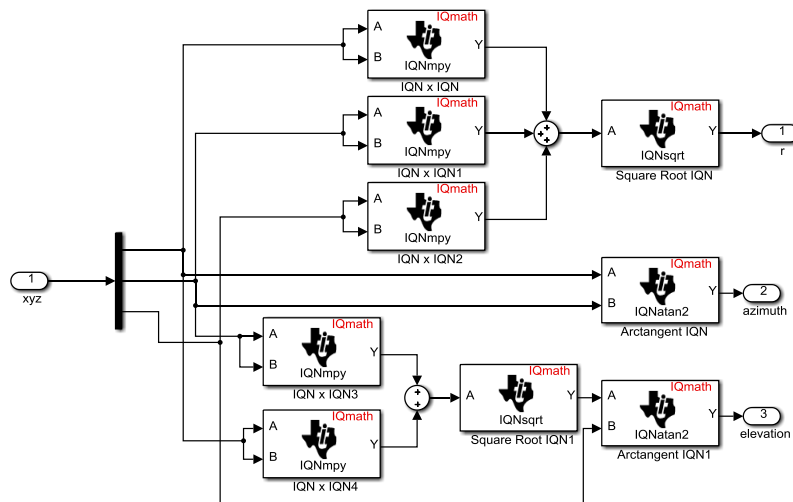 IQmath
A
B
Y
IQNmpy
IQN x IQN
IQmath
A
B
Y
IQNmpy
IQN x IQN1
IQmath
A
B
Y
IQNmpy
IQN x IQN2
+
+
+
IQmath
A
Y
IQNsqrt
Square Root IQN
1
r
1
xyz
IQmath
A
B
Y
IQNatan2
Arctangent IQN
2
azimuth
IQmath
A
B
Y
IQNmpy
IQN x IQN3
IQmath
A
B
Y
IQNmpy
IQN x IQN4
+
+
IQmath
A
Y
IQNsqrt
Square Root IQN1
IQmath
A
B
Y
IQNatan2
Arctangent IQN1
3
elevation